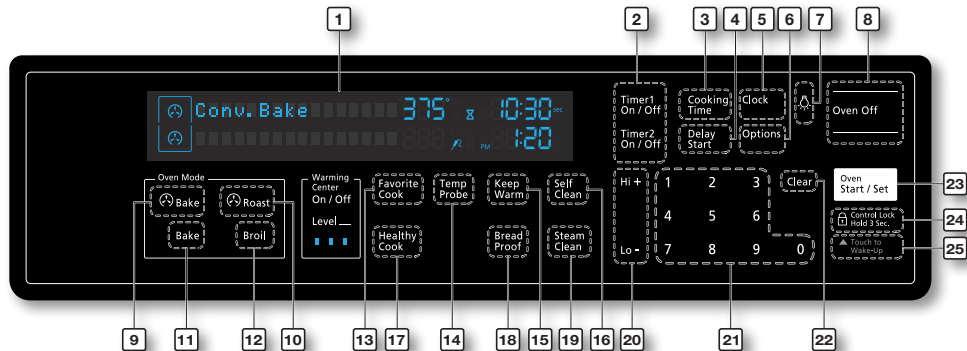 1
2
3
4
5
6
7
8
Conv. Bake 375° 10:30 sec
PM 1:20
Timer1
On / Off
Timer2
On / Off
Cooking
Time
Clock
Delay
Start
Options
Oven Off
Oven Mode
Bake
Roast
Bake
Broil
Warming
Center
On / Off
Level__
Favorite
Cook
Temp
Probe
Keep
Warm
Self
Clean
Healthy
Cook
Bread
Proof
Steam
Clean
Hi +
Lo -
1 2 3
4 5 6
7 8 9 0
Clear
Oven
Start / Set
Control Lock
Hold 3 Sec.
Touch to
Wake-Up
23
24
25
9
11
12
10
13
17
14
18
15
19
16
20
21
22